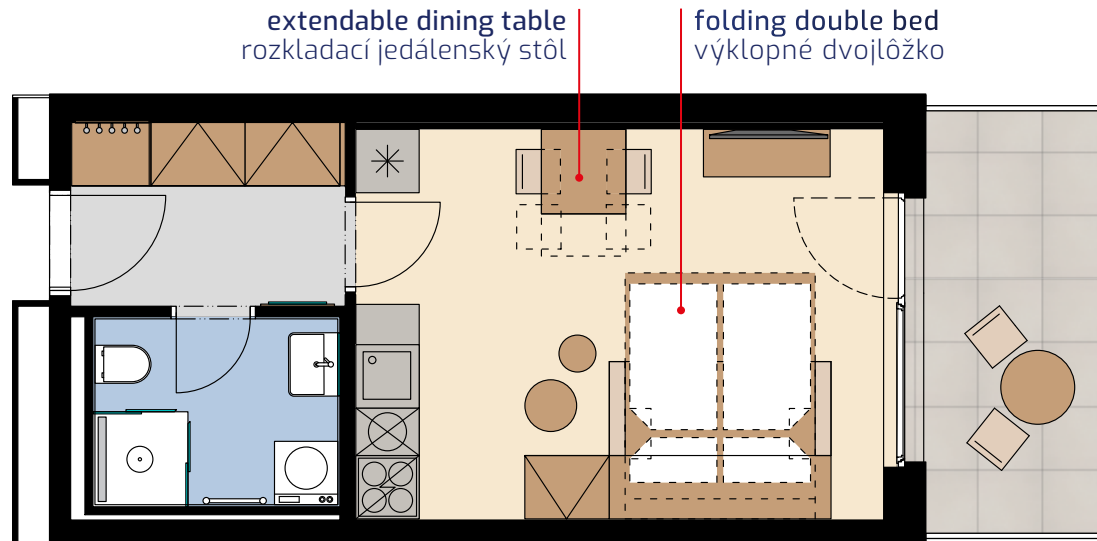 extendable dining table
rozkladací jedálenský stôl
folding double bed
výklopné dvojlôžko